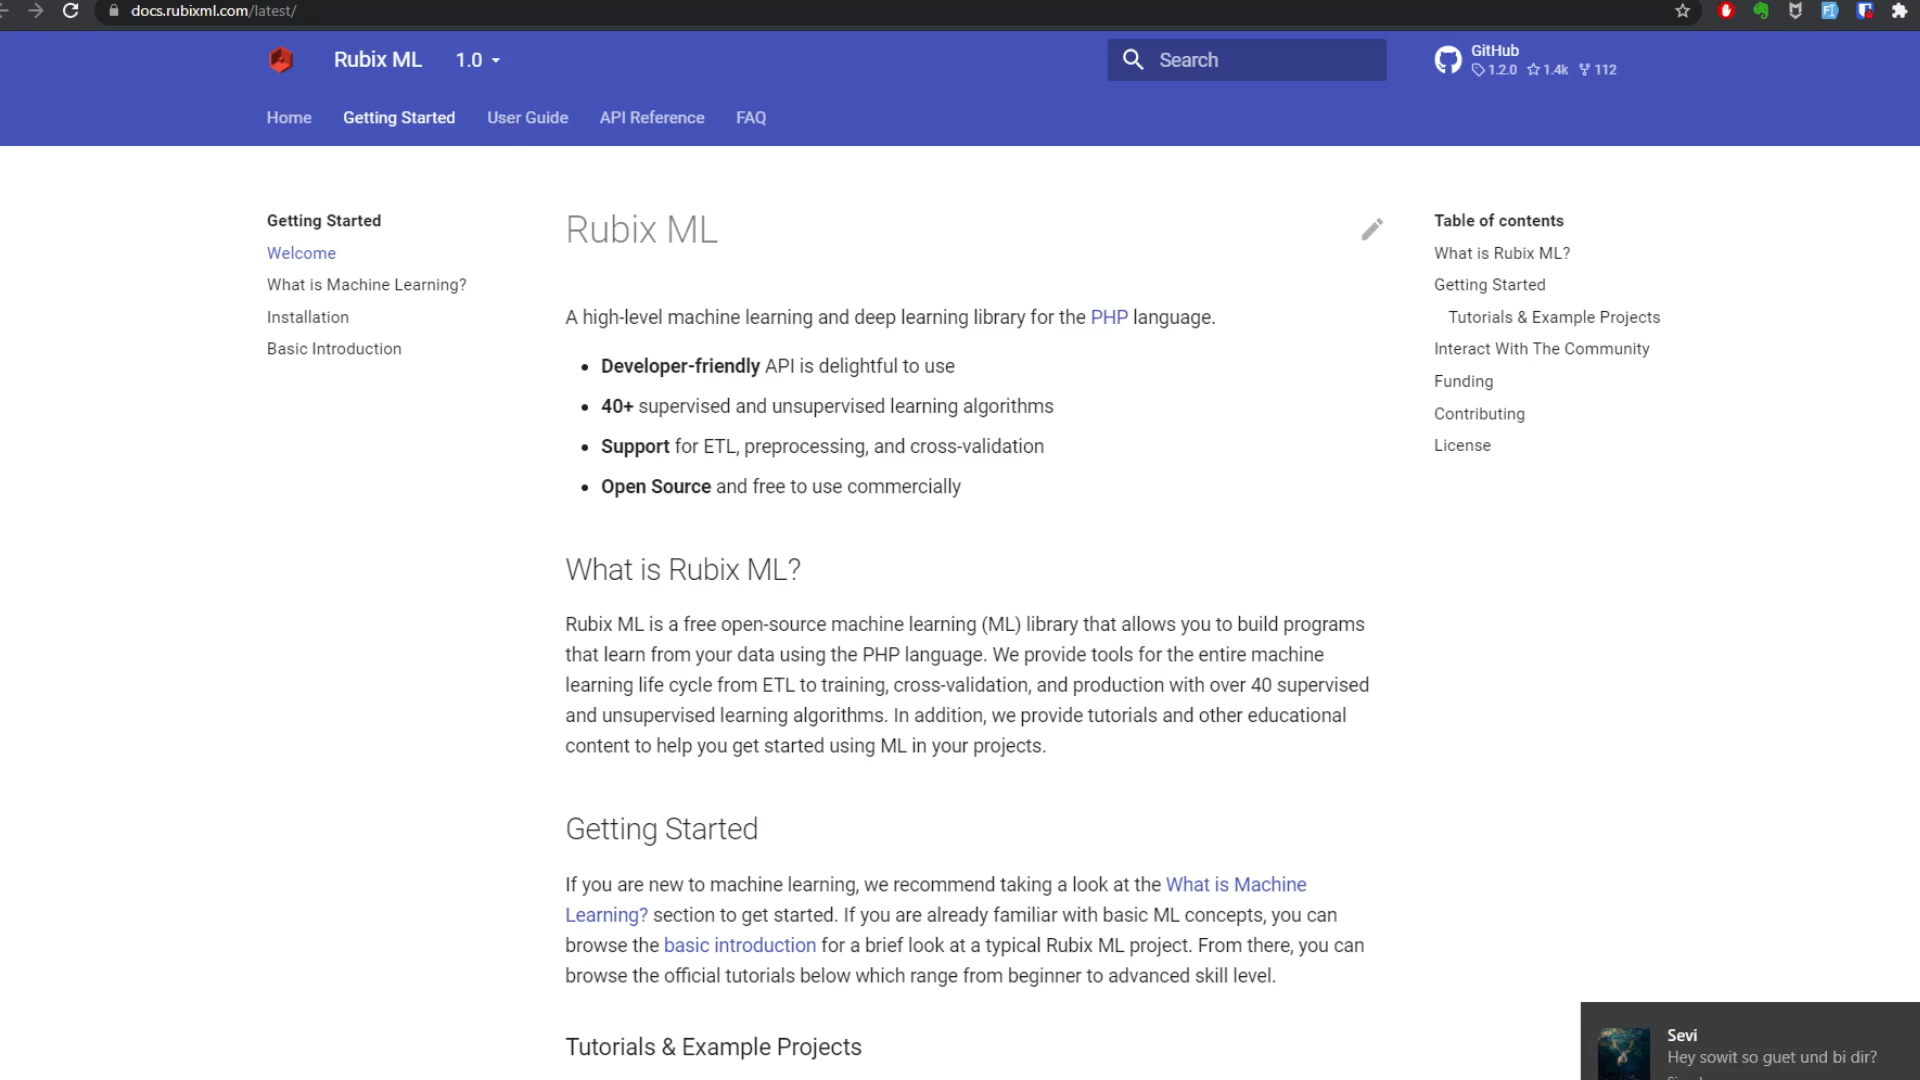 docs.rubixml.com/latest/
Rubix ML
1.0
Search
GitHub
1.2.0 1.4k 112
Home Getting Started User Guide API Reference FAQ
Getting Started
Welcome
What is Machine Learning?
Installation
Basic Introduction
Rubix ML
A high-level machine learning and deep learning library for the PHP language.
Developer-friendly API is delightful to use
40+ supervised and unsupervised learning algorithms
Support for ETL, preprocessing, and cross-validation
Open Source and free to use commercially
What is Rubix ML?
Rubix ML is a free open-source machine learning (ML) library that allows you to build programs
that learn from your data using the PHP language. We provide tools for the entire machine
learning life cycle from ETL to training, cross-validation, and production with over 40 supervised
and unsupervised learning algorithms. In addition, we provide tutorials and other educational
content to help you get started using ML in your projects.
Getting Started
If you are new to machine learning, we recommend taking a look at the What is Machine
Learning? section to get started. If you are already familiar with basic ML concepts, you can
browse the basic introduction for a brief look at a typical Rubix ML project. From there, you can
browse the official tutorials below which range from beginner to advanced skill level.
Tutorials & Example Projects
Table of contents
What is Rubix ML?
Getting Started
Tutorials & Example Projects
Interact With The Community
Funding
Contributing
License
Sevi
Hey sowit so guet und bi dir?